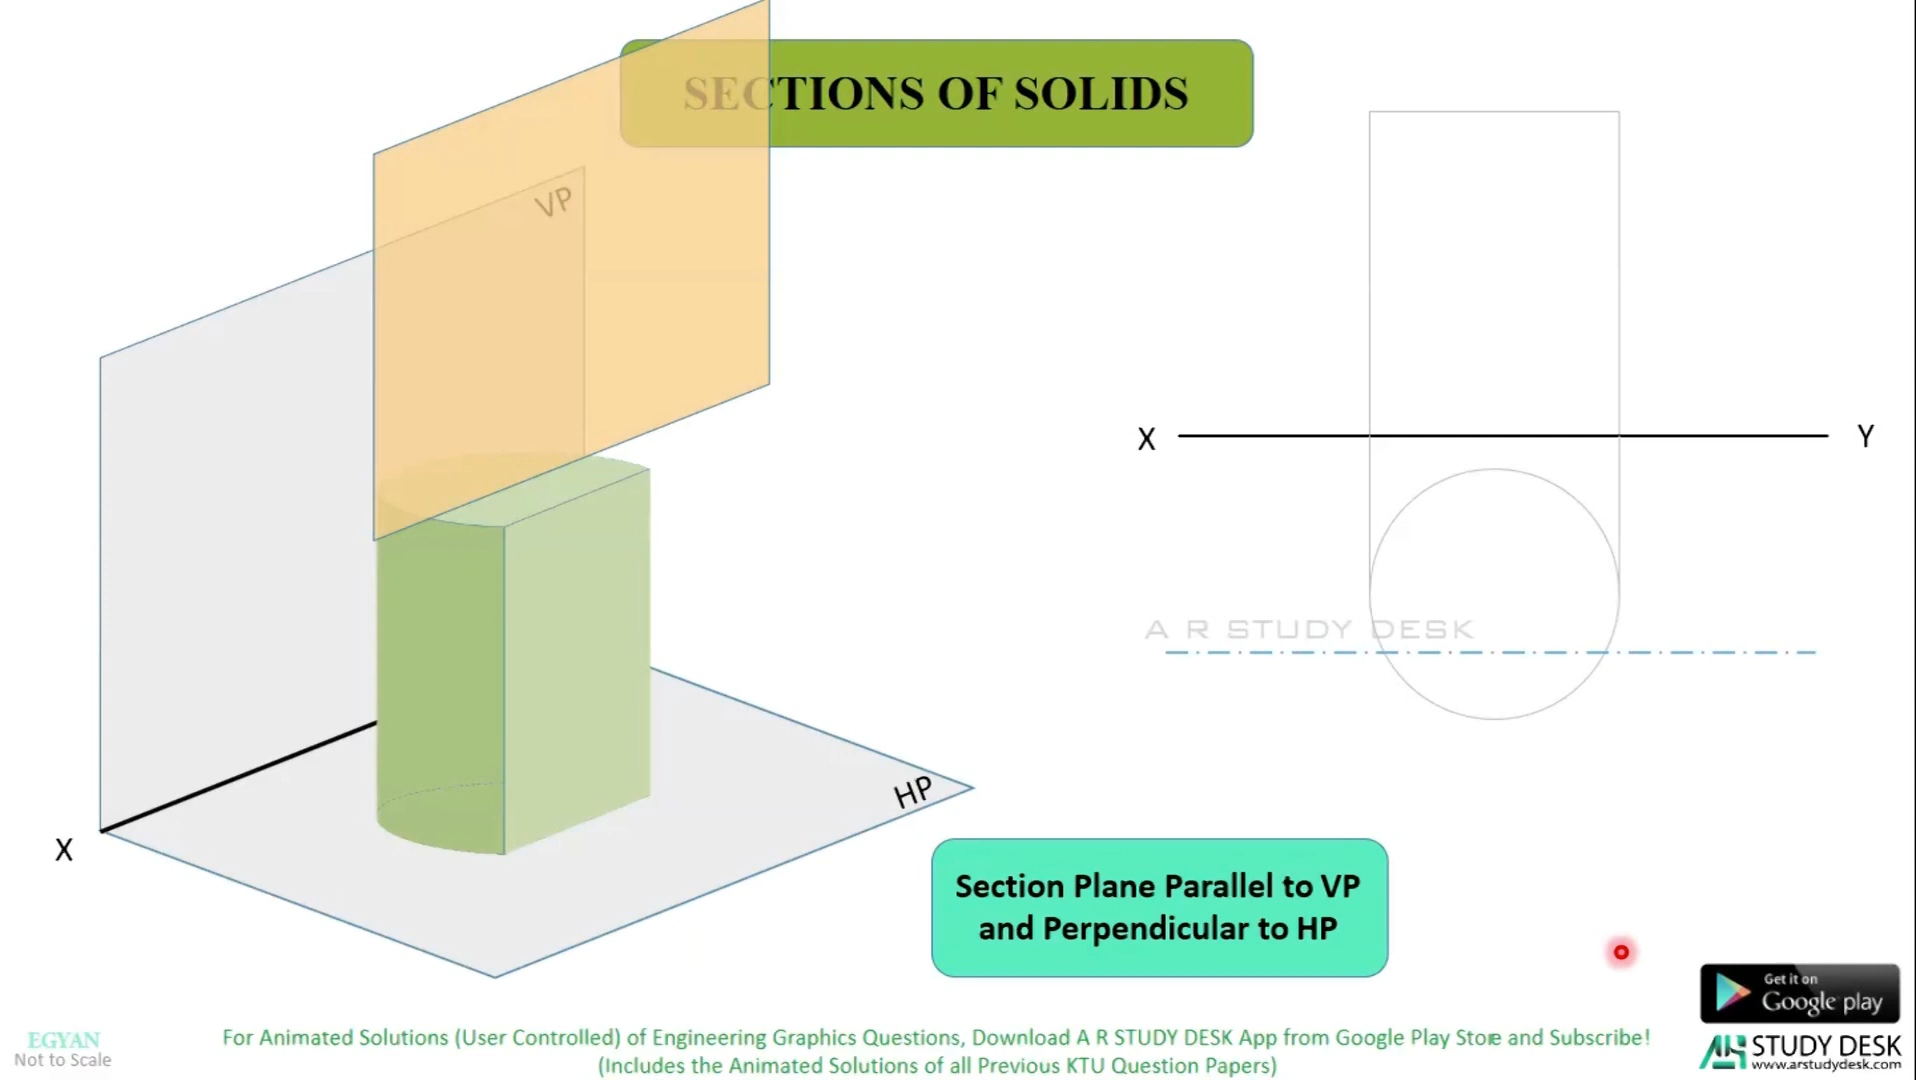 SECTIONS OF SOLIDS
VP
X
Y
A R STUDY DESK
HP
X
Section Plane Parallel to VP
and Perpendicular to HP
Get it on
Google play
EGYAN
Not to Scale
For Animated Solutions (User Controlled) of Engineering Graphics Questions, Download A R STUDY DESK App from Google Play Store and Subscribe!
(Includes the Animated Solutions of all Previous KTU Question Papers)
AR STUDY DESK
www.arstudydesk.com